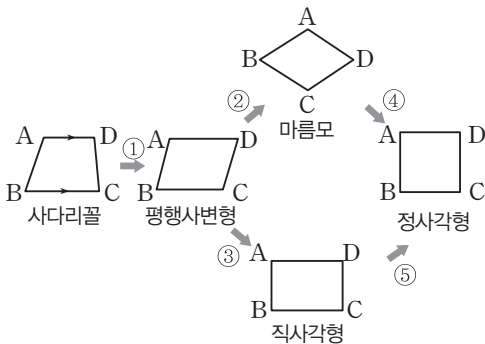 A
B D
C
② 마름모 ④
A D ① A D A D
B C B C B C
사다리꼴 평행사변형 정사각형
③ A D ⑤
B C
직사각형